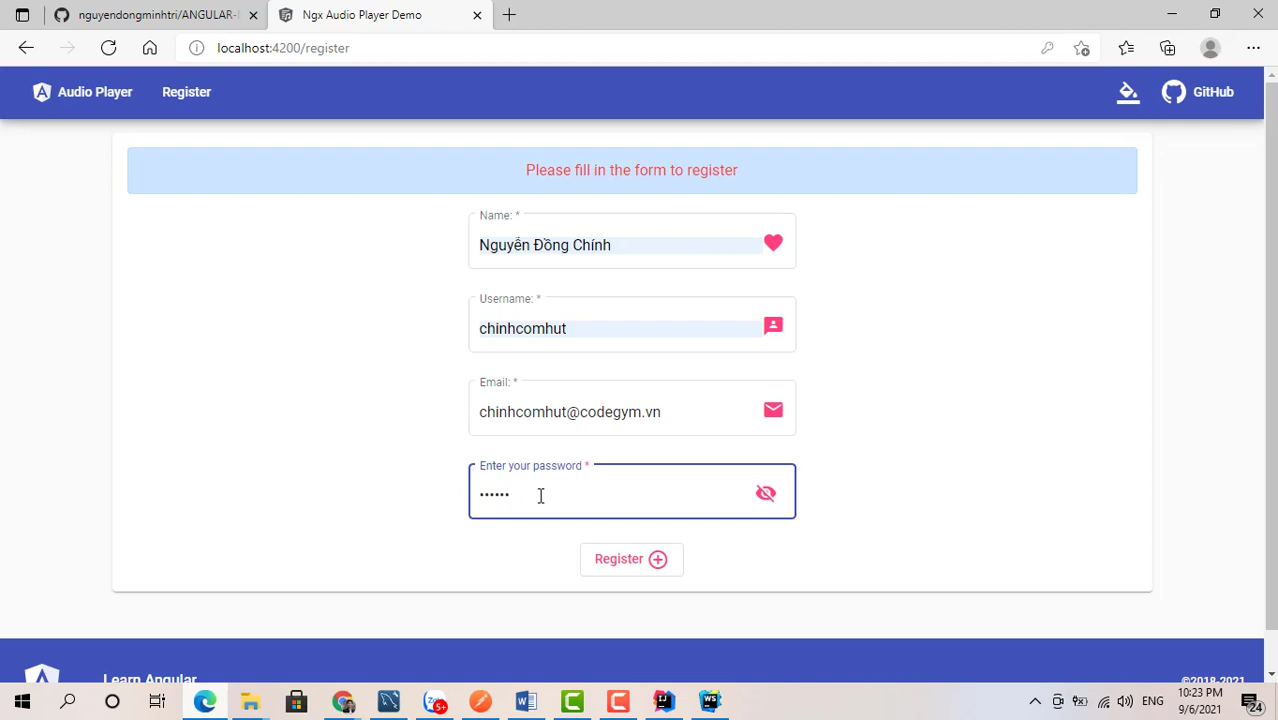 nguyendongminhtri/ANGULAR-I
Ngx Audio Player Demo
localhost:4200/register
Audio Player
Register
GitHub
Please fill in the form to register
Name: *
Nguyễn Đồng Chính
Username: *
chinhcomhut
Email: *
chinhcomhut@codegym.vn
Enter your password *
••••••
Register
Learn Angular
©2018-2021
5+
ENG
10:23 PM
9/6/2021
24